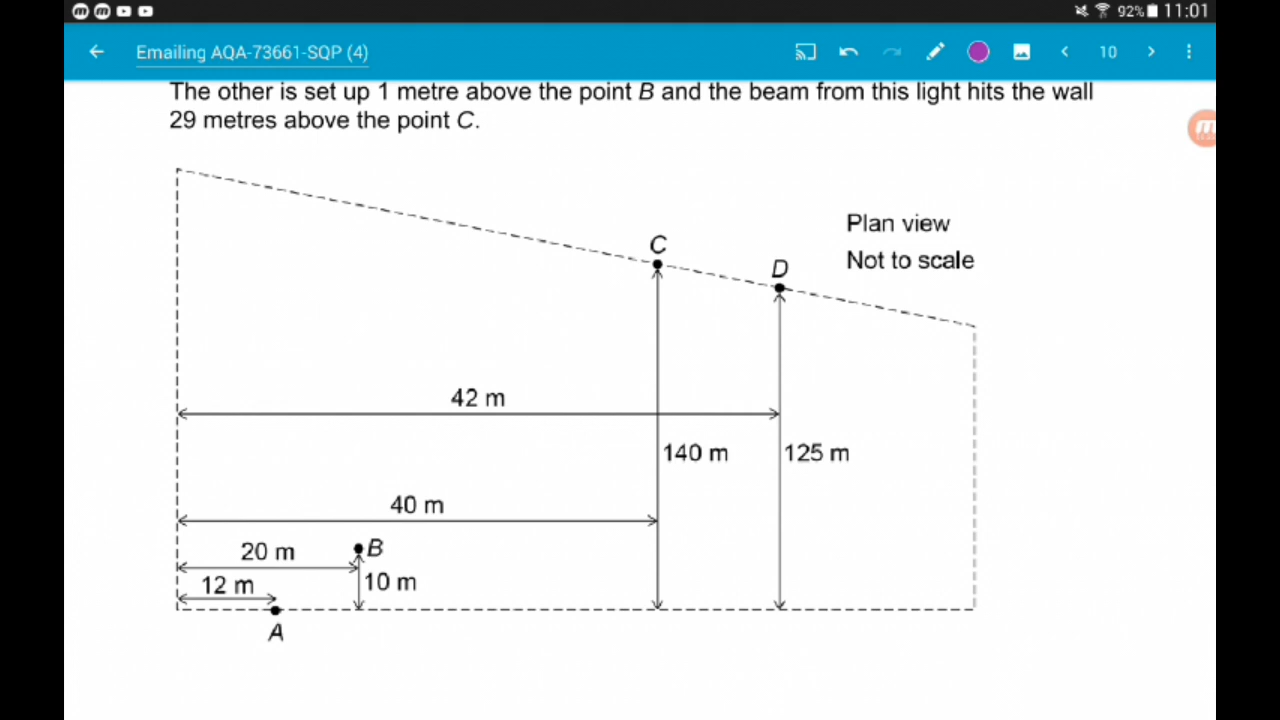 92% 11:01
Emailing AQA-73661-SQP (4)
10
The other is set up 1 metre above the point B and the beam from this light hits the wall
29 metres above the point C.
C
D
Plan view
Not to scale
42 m
140 m
125 m
40 m
20 m
B
12 m
10 m
A